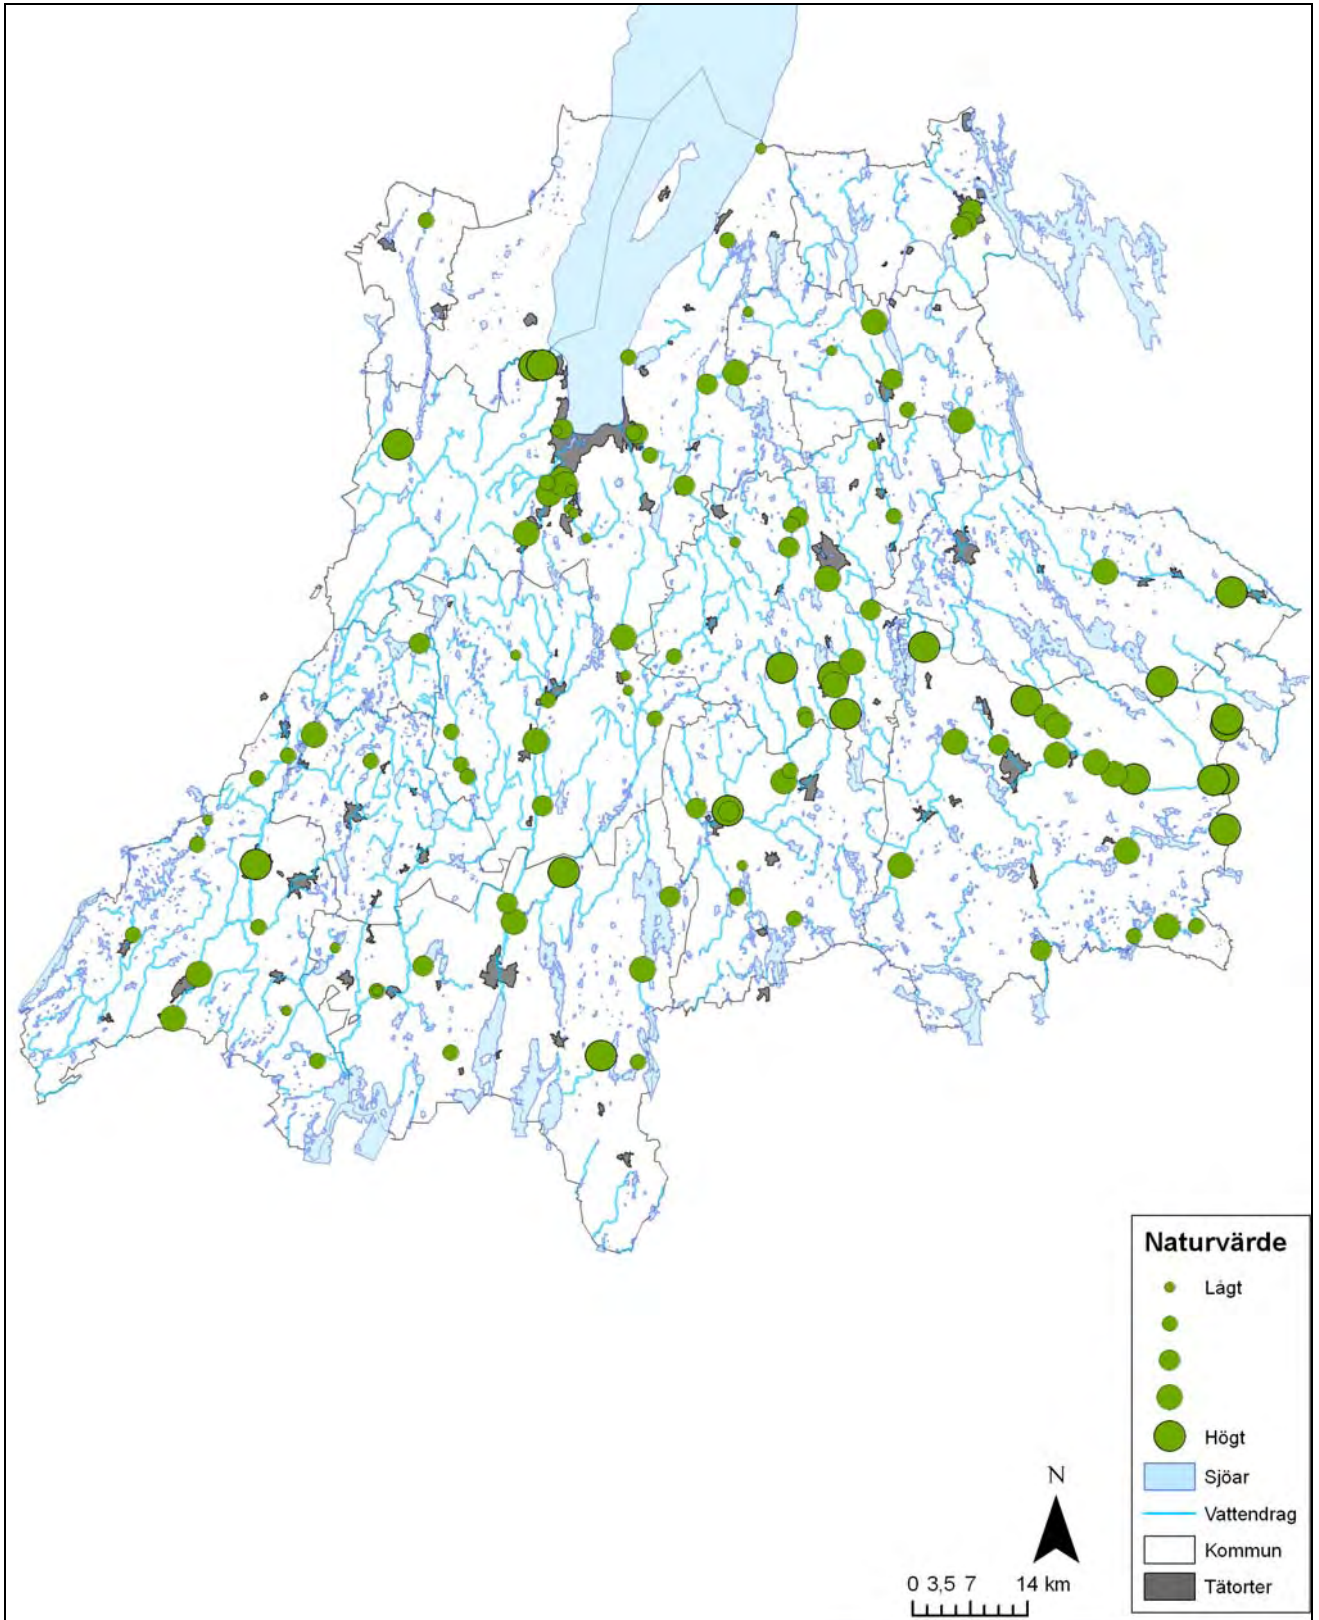 Naturvärde
Lågt
Högt
Sjöar
Vattendrag
Kommun
Tätorter
N
0 3,5 7 14 km